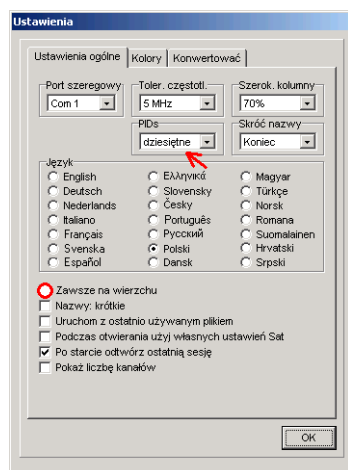 Ustawienia
Ustawienia ogólne Kolory Konwertować
Port szeregowy Toler. częstotl. Szerok. kolumny
Com 1 5 MHz 70%
PIDs Skróć nazwy
dziesiętne Koniec
Język
English Ελληνικά Magyar
Deutsch Slovensky Türkçe
Nederlands Česky Norsk
Italiano Português Romana
Français Русский Suomalainen
Svenska Polski Hrvatski
Español Dansk Srpski
Zawsze na wierzchu
Nazwy: krótkie
Uruchom z ostatnio używanym plikiem
Podczas otwierania użyj własnych ustawień Sat
Po starcie odtwórz ostatnią sesję
Pokaż liczbę kanałów
OK